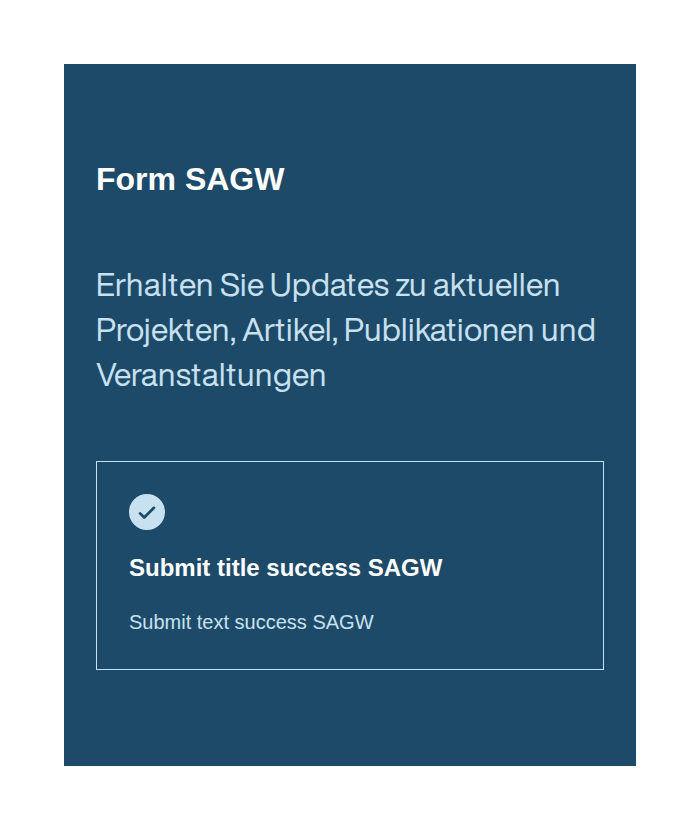 Form SAGW
Erhalten Sie Updates zu aktuellen
Projekten, Artikel, Publikationen und
Veranstaltungen
Submit title success SAGW
Submit text success SAGW